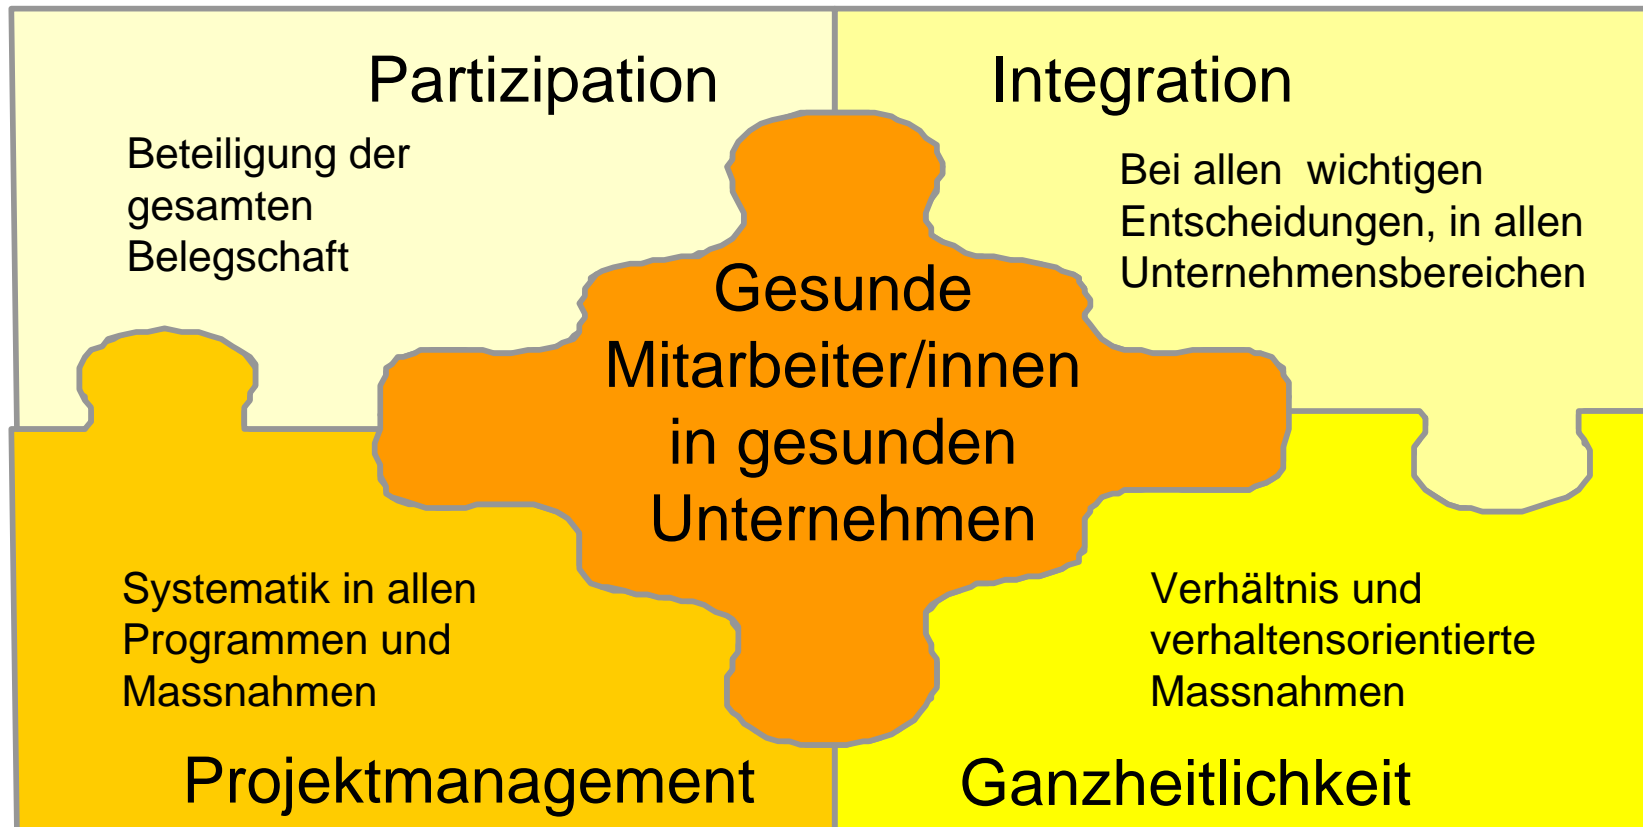 Partizipation
Beteiligung der
gesamten
Belegschaft
Integration
Bei allen  wichtigen
Entscheidungen, in allen
Unternehmensbereichen
Gesunde
Mitarbeiter/innen
in gesunden
Unternehmen
Systematik in allen
Programmen und
Massnahmen
Projektmanagement
Verhältnis und
verhaltensorientierte
Massnahmen
Ganzheitlichkeit